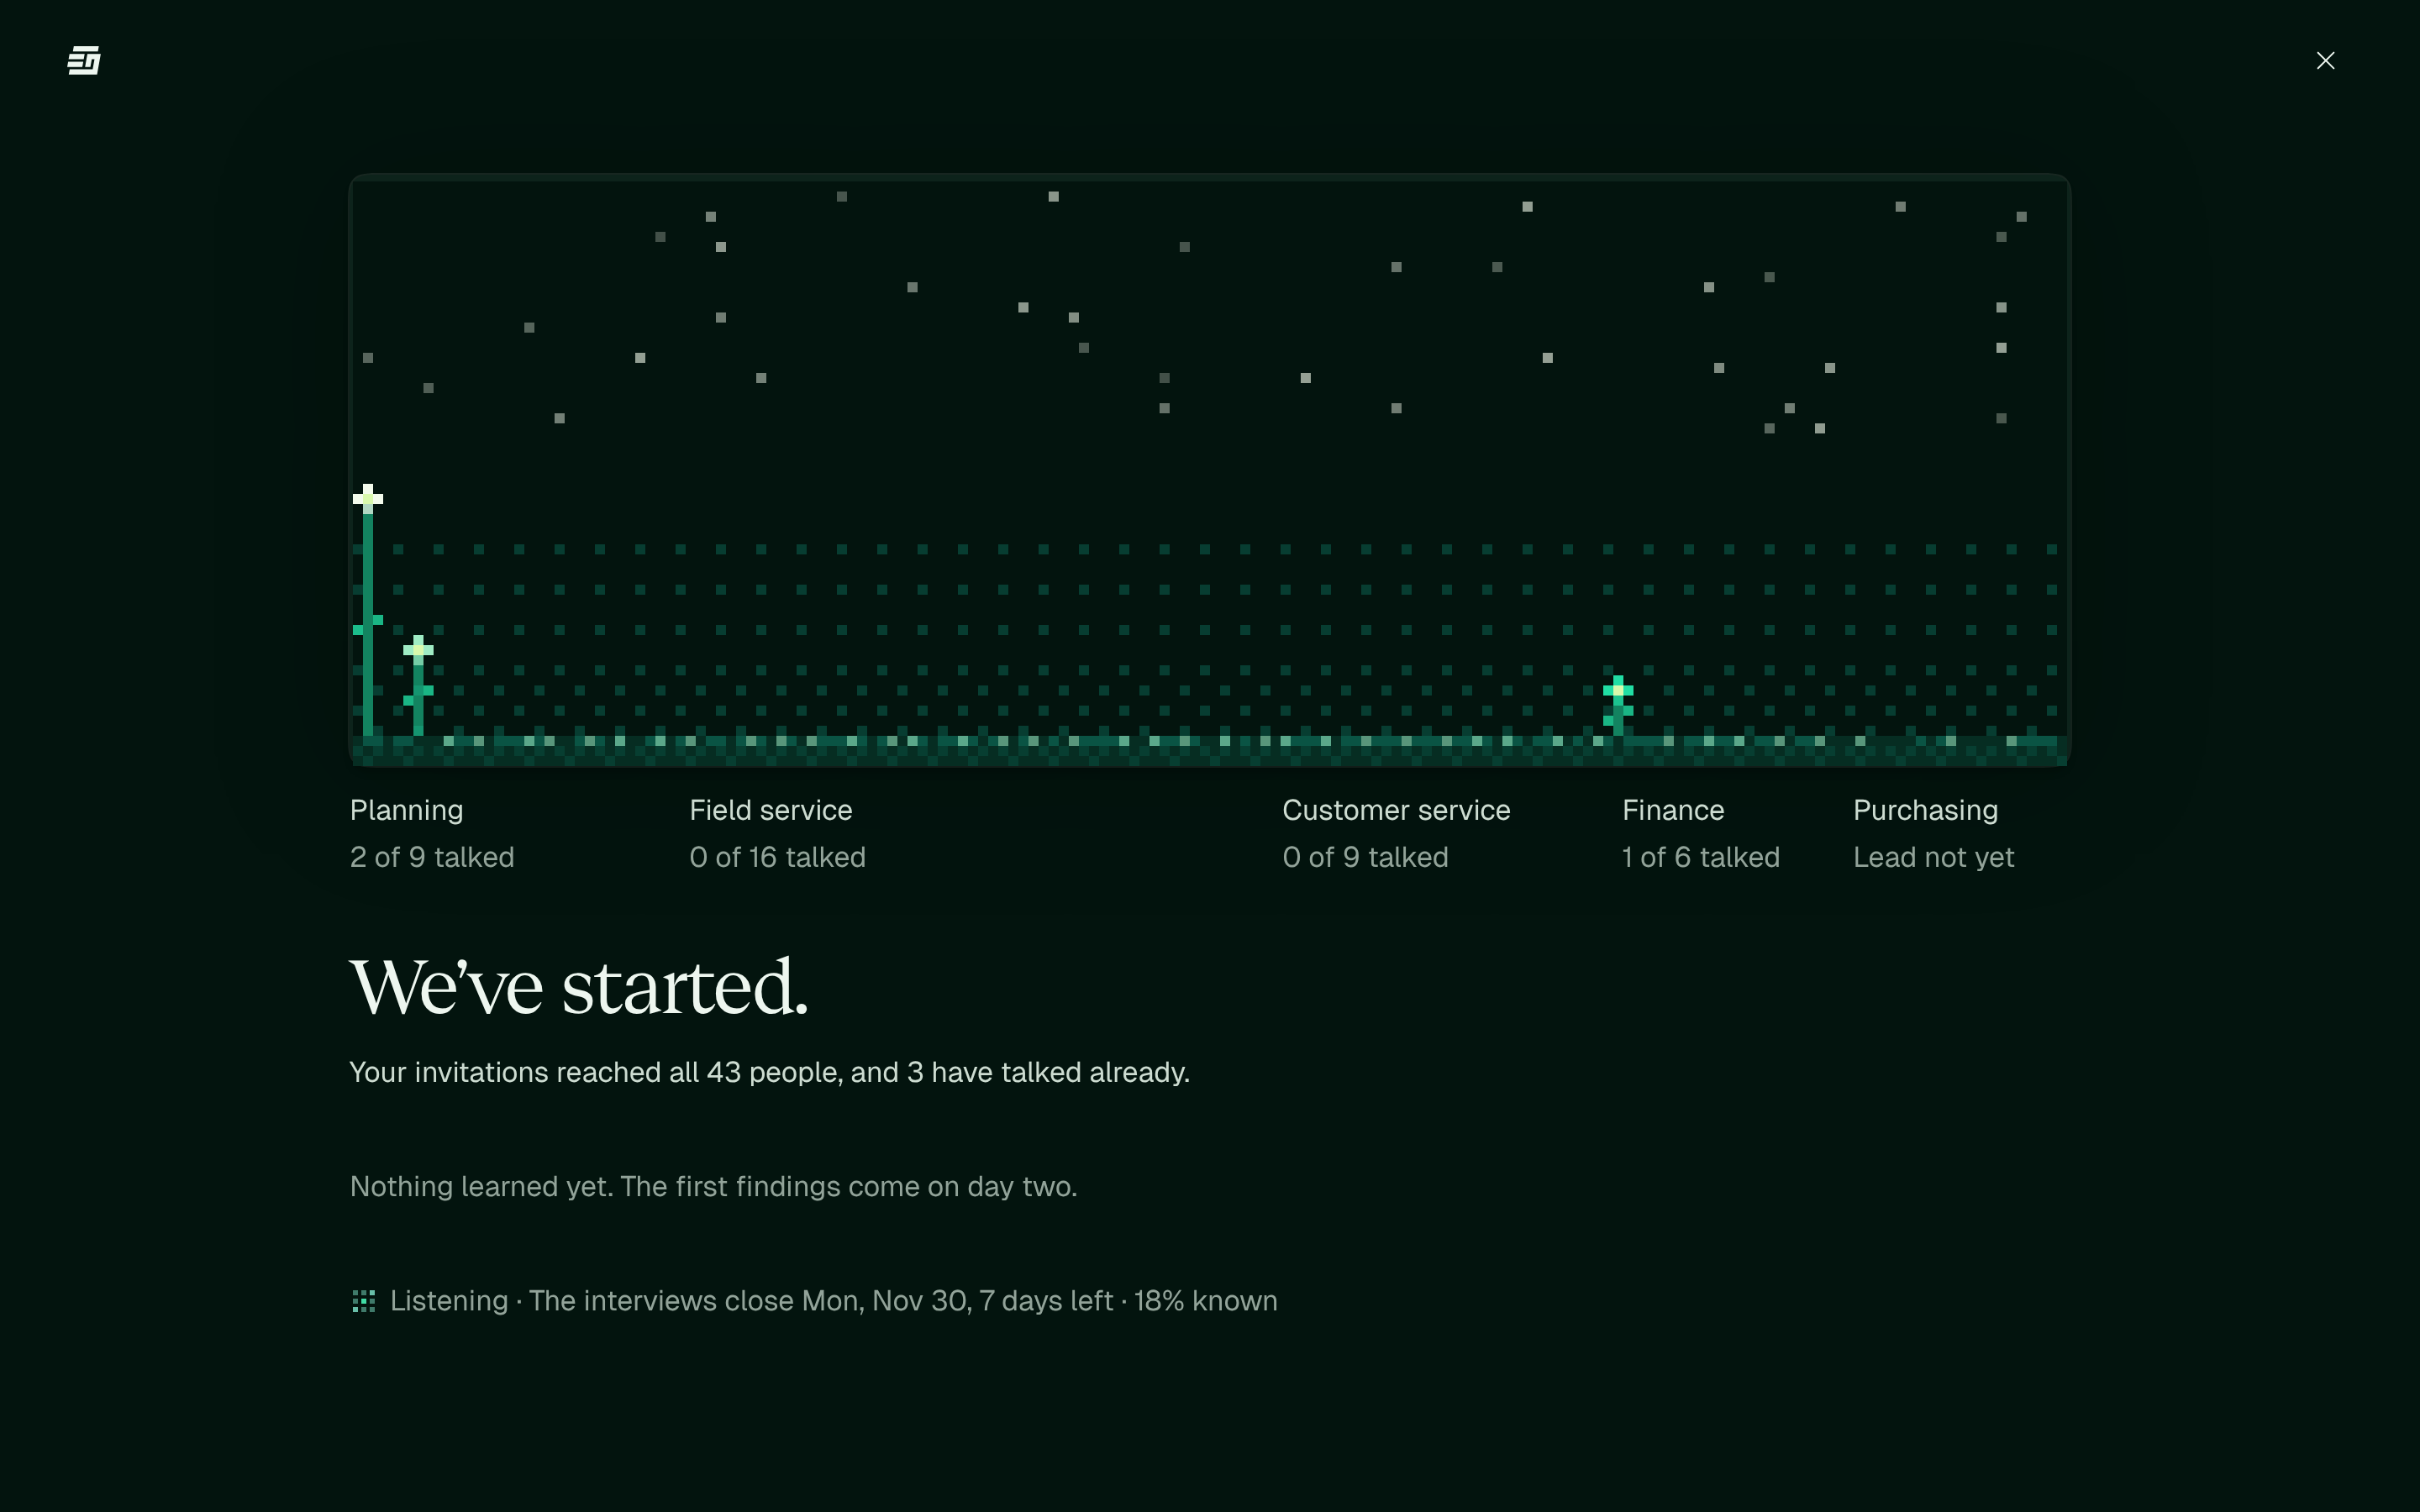 Planning
2 of 9 talked
Field service
0 of 16 talked
Customer service
0 of 9 talked
Finance
1 of 6 talked
Purchasing
Lead not yet
We’ve started.
Your invitations reached all 43 people, and 3 have talked already.
Nothing learned yet. The first findings come on day two.
Listening · The interviews close Mon, Nov 30, 7 days left · 18% known